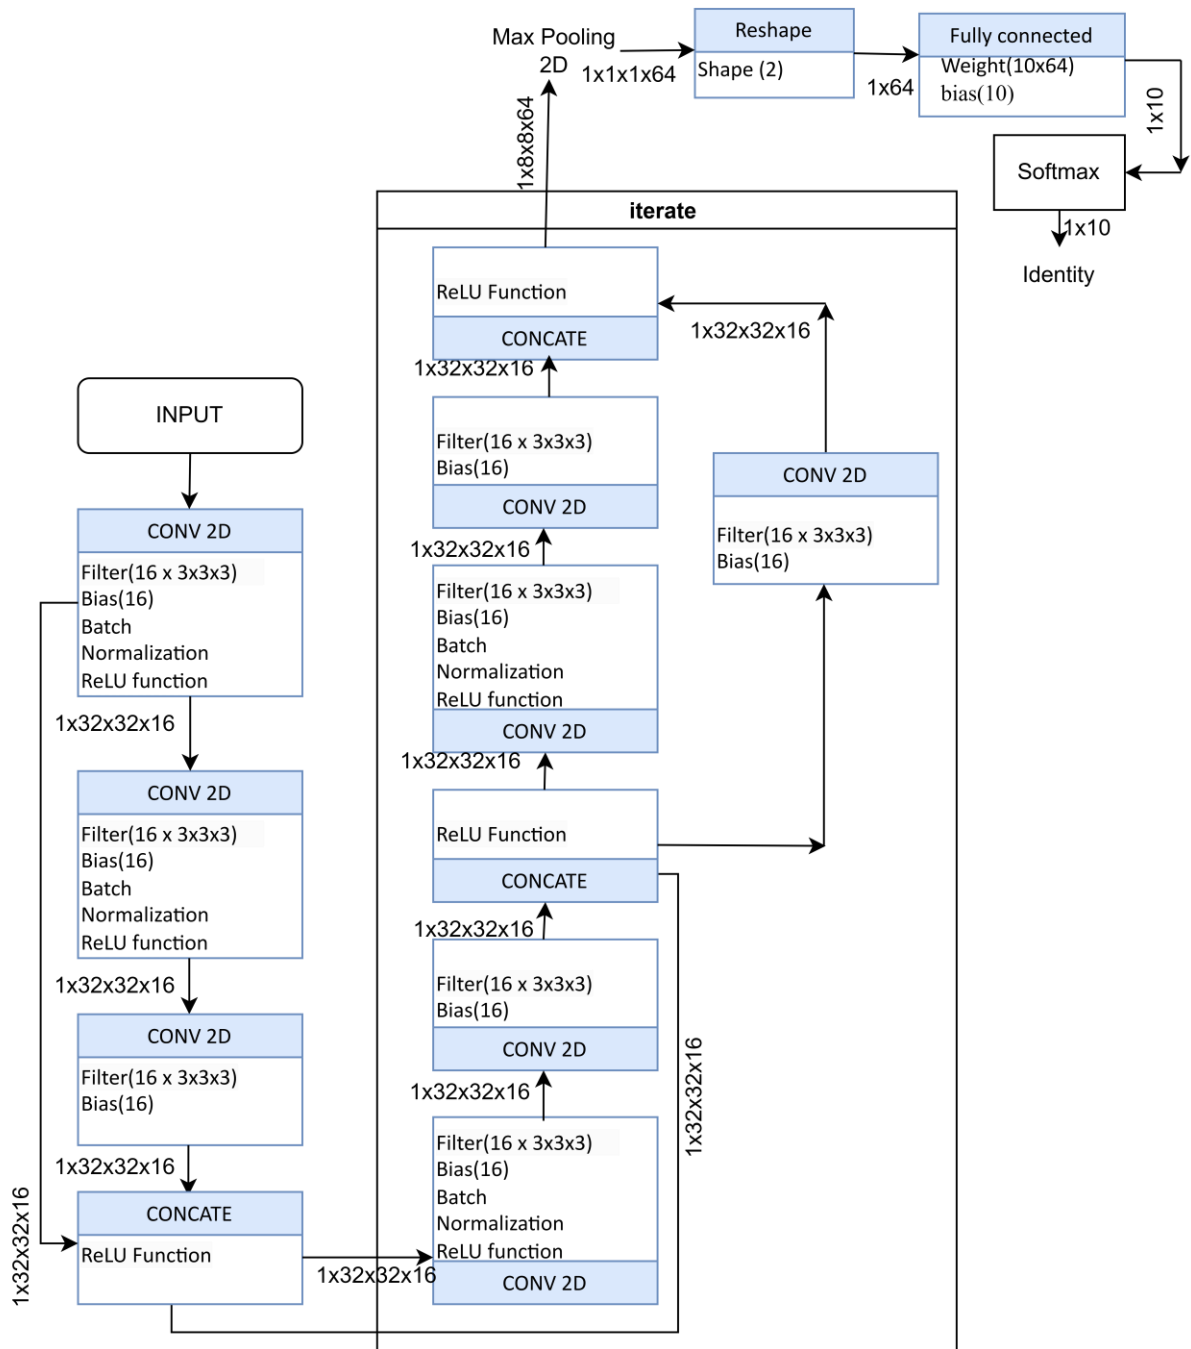 Max Pooling
2D
1x1x1x64
Reshape
Shape (2)
1x64
Fully connected
Weight(10x64)
bias(10)
1x10
Softmax
1x10
Identity
1x8x8x64
iterate
ReLU Function
CONCATE
1x32x32x16
1x32x32x16
Filter(16 x 3x3x3)
Bias(16)
CONV 2D
1x32x32x16
CONV 2D
Filter(16 x 3x3x3)
Bias(16)
Filter(16 x 3x3x3)
Bias(16)
Batch
Normalization
ReLU function
CONV 2D
1x32x32x16
ReLU Function
CONCATE
1x32x32x16
Filter(16 x 3x3x3)
Bias(16)
CONV 2D
1x32x32x16
1x32x32x16
Filter(16 x 3x3x3)
Bias(16)
Batch
Normalization
ReLU function
CONV 2D
INPUT
CONV 2D
Filter(16 x 3x3x3)
Bias(16)
Batch
Normalization
ReLU function
1x32x32x16
CONV 2D
Filter(16 x 3x3x3)
Bias(16)
Batch
Normalization
ReLU function
1x32x32x16
CONV 2D
Filter(16 x 3x3x3)
Bias(16)
1x32x32x16
1x32x32x16
CONCATE
ReLU Function
1x32x32x16